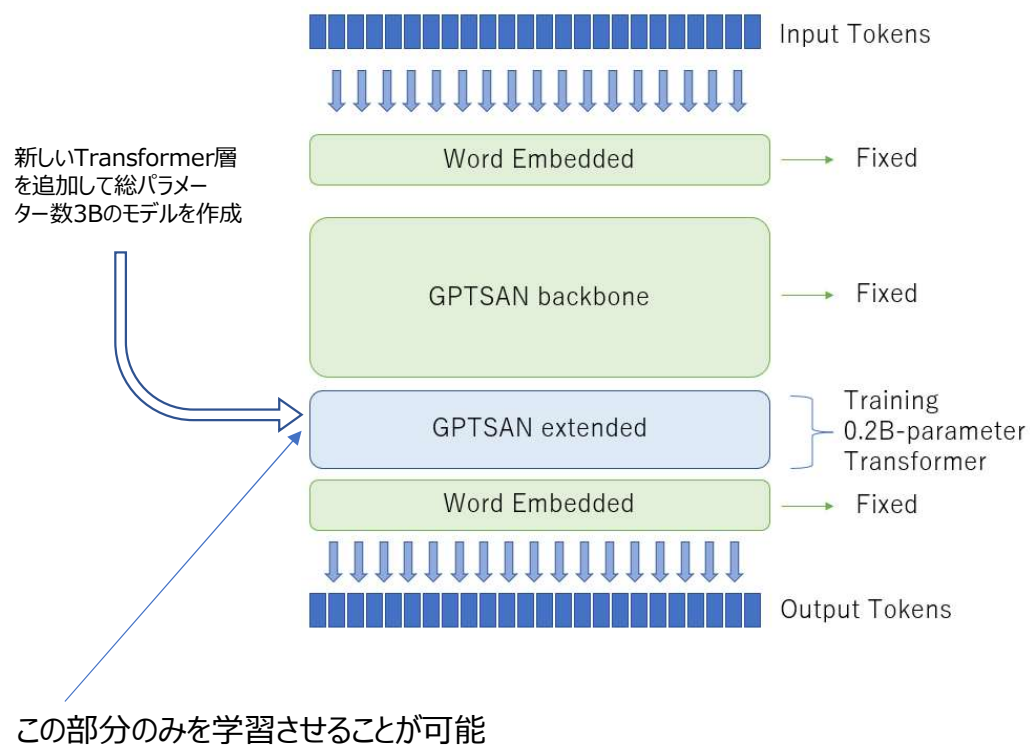 Input Tokens
Word Embedded
Fixed
新しいTransformer層
を追加して総パラメー
ター数3Bのモデルを作成
GPTSAN backbone
Fixed
GPTSAN extended
Training
0.2B-parameter
Transformer
Word Embedded
Fixed
Output Tokens
この部分のみを学習させることが可能